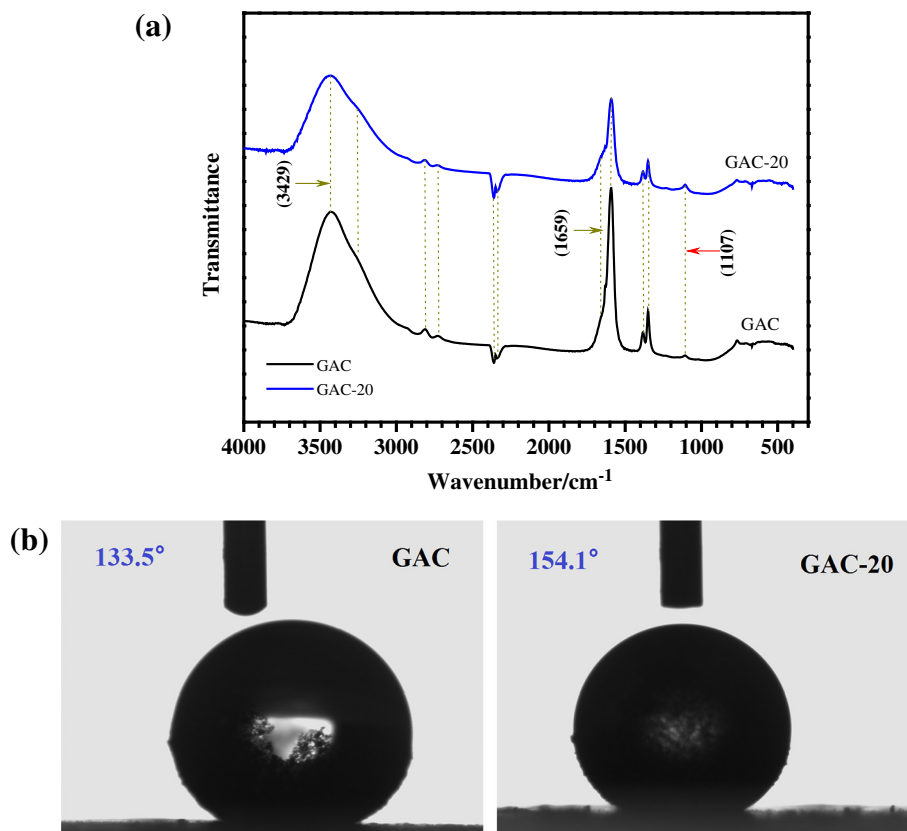 (a)
Transmittance
(3429)
(1659)
(1107)
GAC-20
GAC
GAC
GAC-20
4000 3500 3000 2500 2000 1500 1000 500
Wavenumber/cm⁻¹
(b)
133.5°
GAC
154.1°
GAC-20